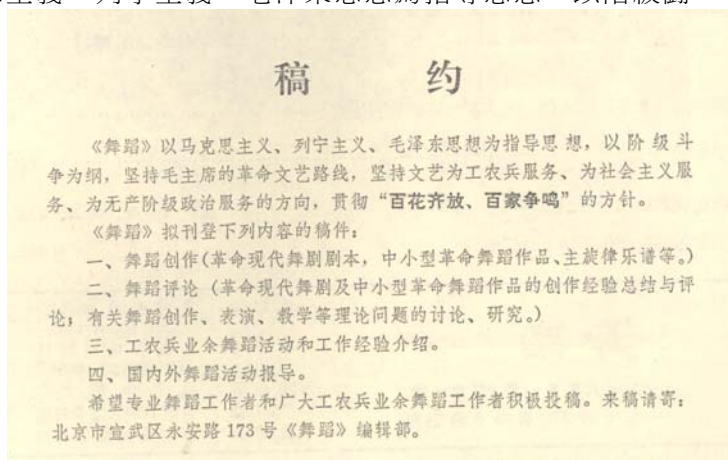 稿 约
《舞蹈》以马克思主义、列宁主义、毛泽东思想为指导思想，以阶级斗
争为纲，坚持毛主席的革命文艺路线，坚持文艺为工农兵服务、为社会主义服
务、为无产阶级政治服务的方向，贯彻“百花齐放、百家争鸣”的方针。
《舞蹈》拟刊登下列内容的稿件：
一、舞蹈创作（革命现代舞剧剧本，中小型革命舞蹈作品、主旋律乐谱等。）
二、舞蹈评论（革命现代舞剧及中小型革命舞蹈作品的创作经验总结与评
论；有关舞蹈创作、表演、教学等理论问题的讨论、研究。）
三、工农兵业余舞蹈活动和工作经验介绍。
四、国内外舞蹈活动报导。
希望专业舞蹈工作者和广大工农兵业余舞蹈工作者积极投稿。来稿请寄：
北京市宣武区永安路 173 号《舞蹈》编辑部。